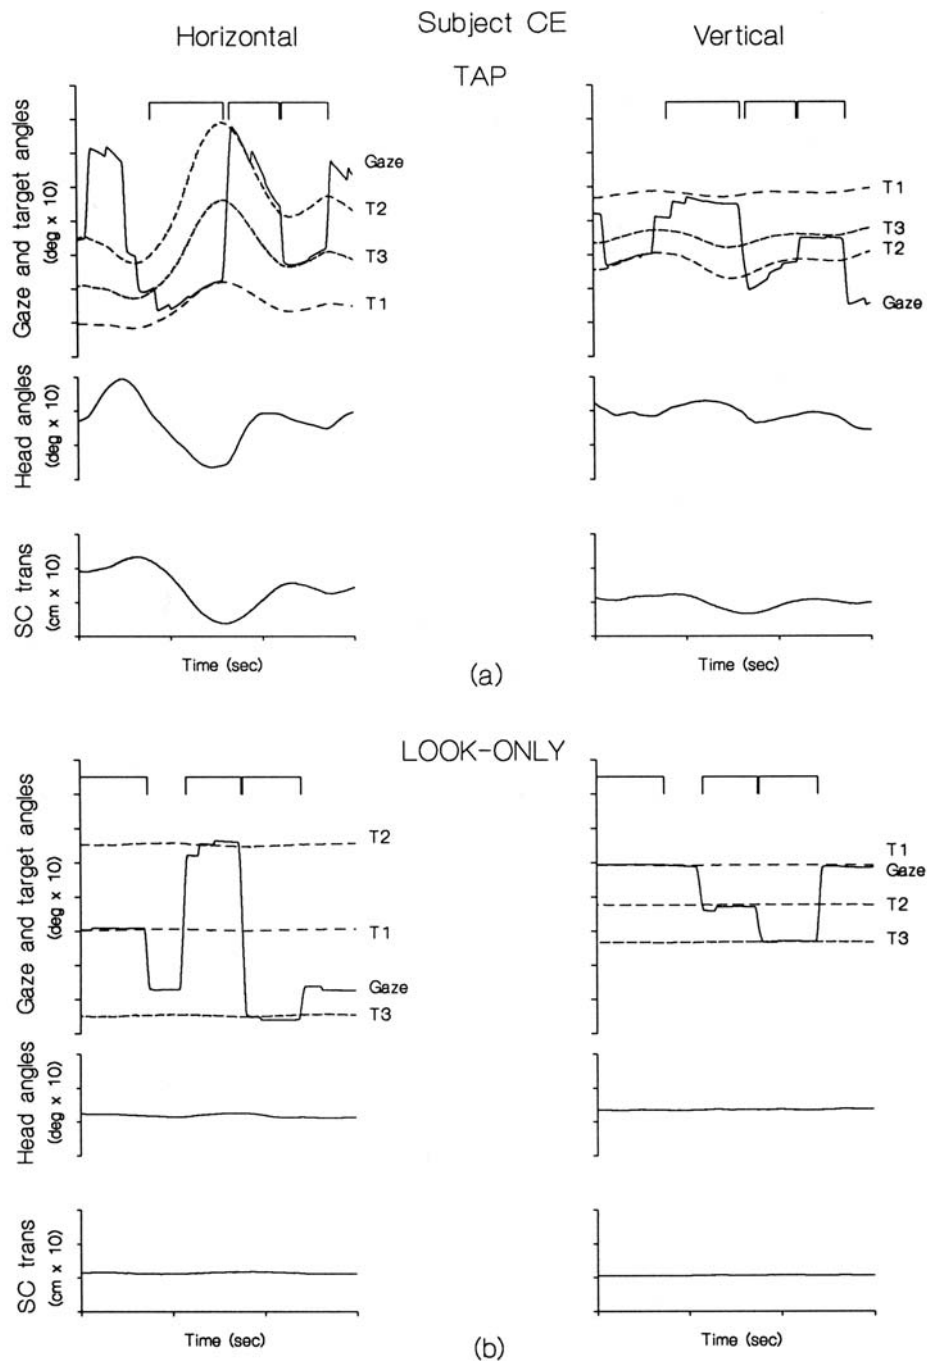 Subject CE
Horizontal
Vertical
TAP
Gaze and target angles
(deg x 10)
Gaze
T2
T3
T1
T1
T3
T2
Gaze
Head angles
(deg x 10)
SC trans
(cm x 10)
Time (sec)
Time (sec)
(a)
LOOK-ONLY
Gaze and target angles
(deg x 10)
T2
T1
Gaze
T3
T1
Gaze
T2
T3
Head angles
(deg x 10)
SC trans
(cm x 10)
Time (sec)
Time (sec)
(b)